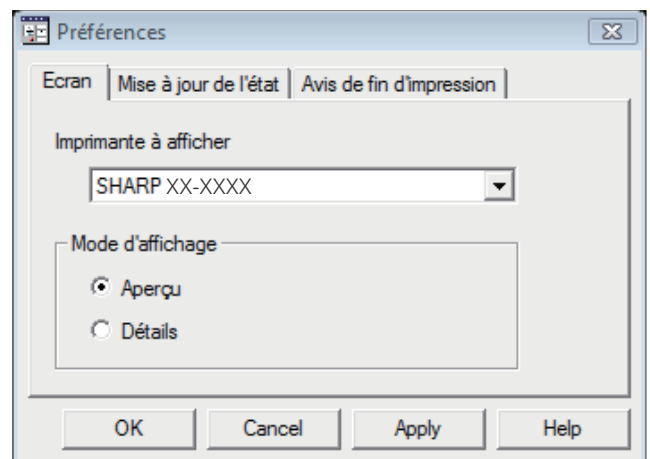 Préférences
Ecran Mise à jour de l'état Avis de fin d'impression
Imprimante à afficher
SHARP XX-XXXX
Mode d'affichage
Aperçu
Détails
OK Cancel Apply Help